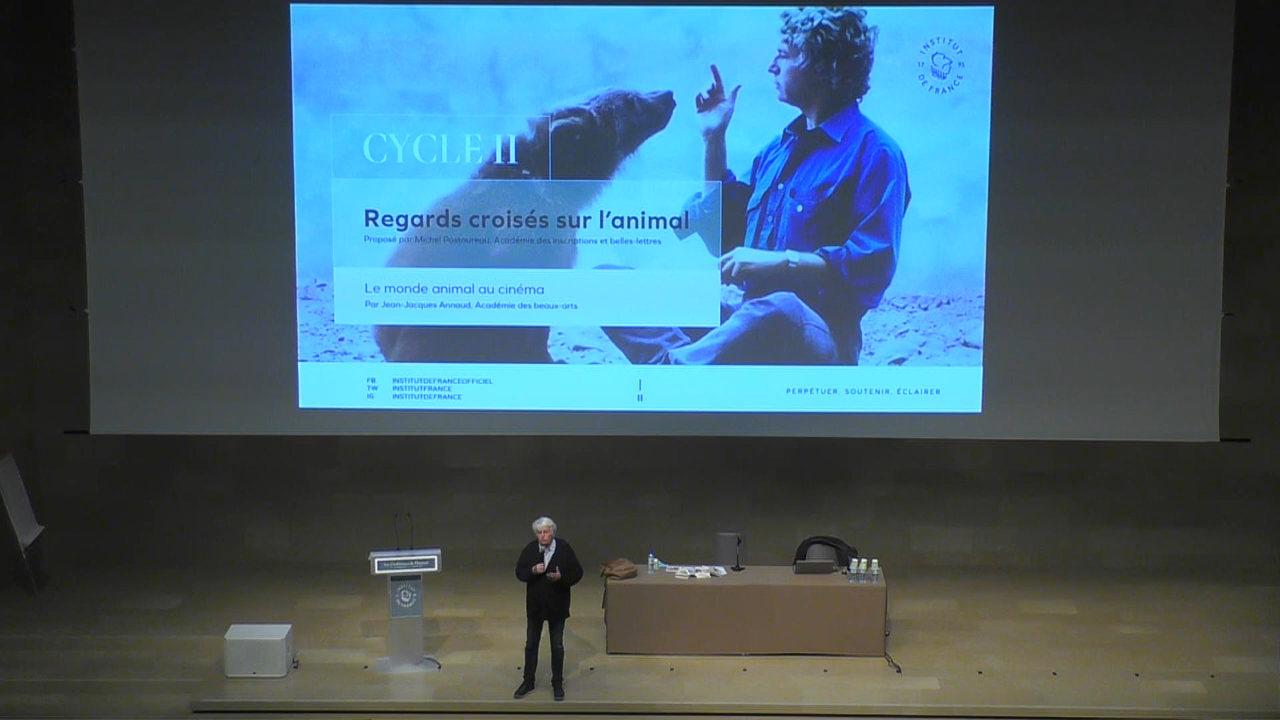 INSTITUT
DE FRANCE
CYCLE II
Regards croisés sur l'animal
Proposé par Michel Pastoureau, Académie des inscriptions et belles-lettres
Le monde animal au cinéma
Par Jean-Jacques Annaud, Académie des beaux-arts
FB INSTITUTDEFRANCEOFFICIEL
TW INSTITUTFRANCE
IG INSTITUTDEFRANCE
PERPÉTUER, SOUTENIR, ÉCLAIRER